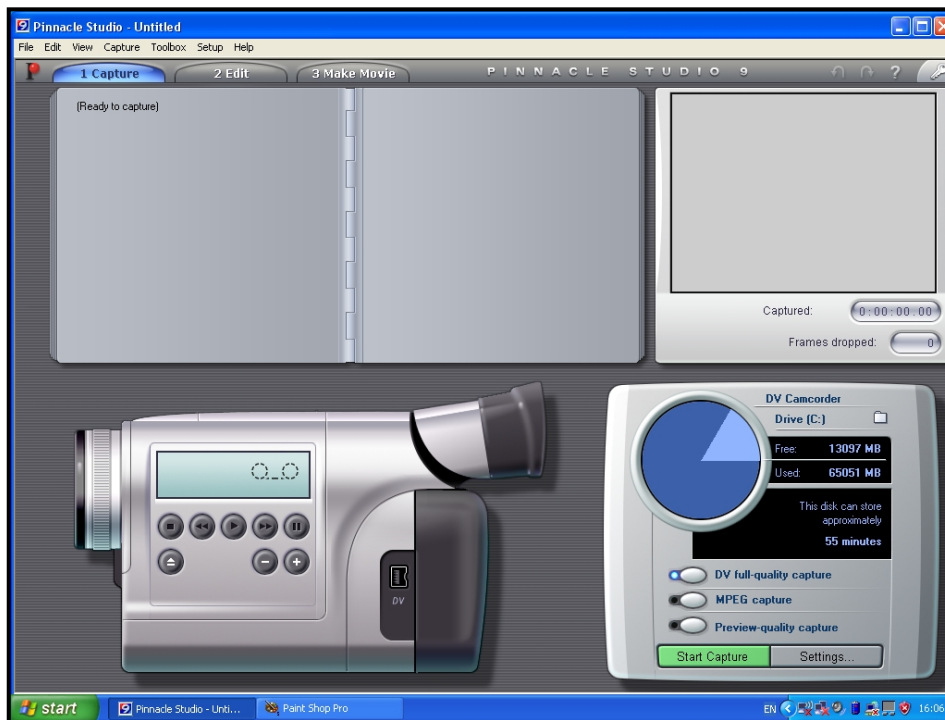 Pinnacle Studio - Untitled
File Edit View Capture Toolbox Setup Help
1 Capture 2 Edit 3 Make Movie PINNACLE STUDIO 9 ?
(Ready to capture)
Captured: 0:00:00.00
Frames dropped: 0
DV Camcorder
Drive (C:)
Free: 13097 MB
Used: 65051 MB
This disk can store
approximately
55 minutes
DV full-quality capture
MPEG capture
Preview-quality capture
Start Capture Settings...
DV
start Pinnacle Studio - Unti... Paint Shop Pro EN 16:06